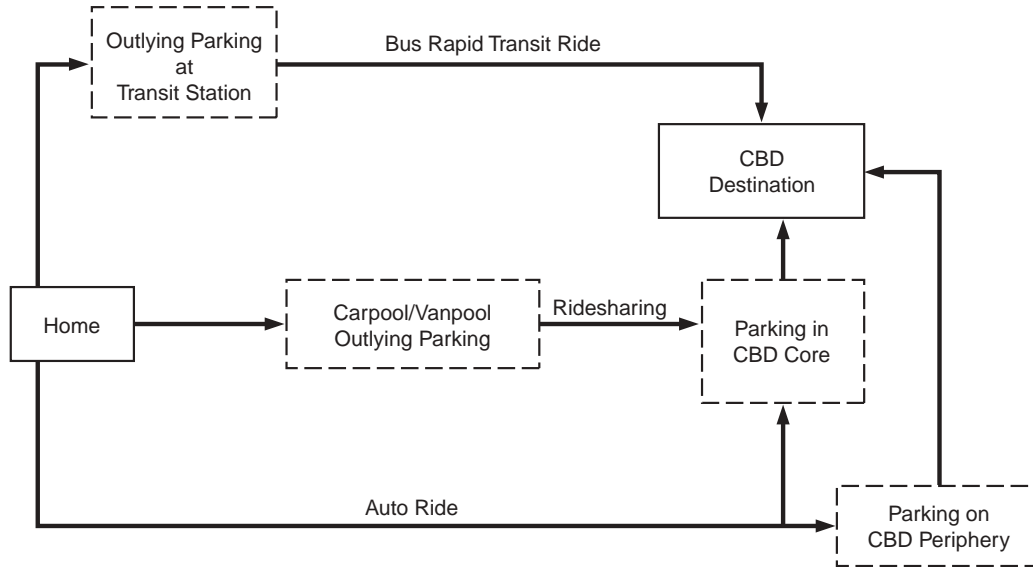 Outlying Parking
at
Transit Station
Bus Rapid Transit Ride
CBD
Destination
Home
Carpool/Vanpool
Outlying Parking
Ridesharing
Parking in
CBD Core
Auto Ride
Parking on
CBD Periphery